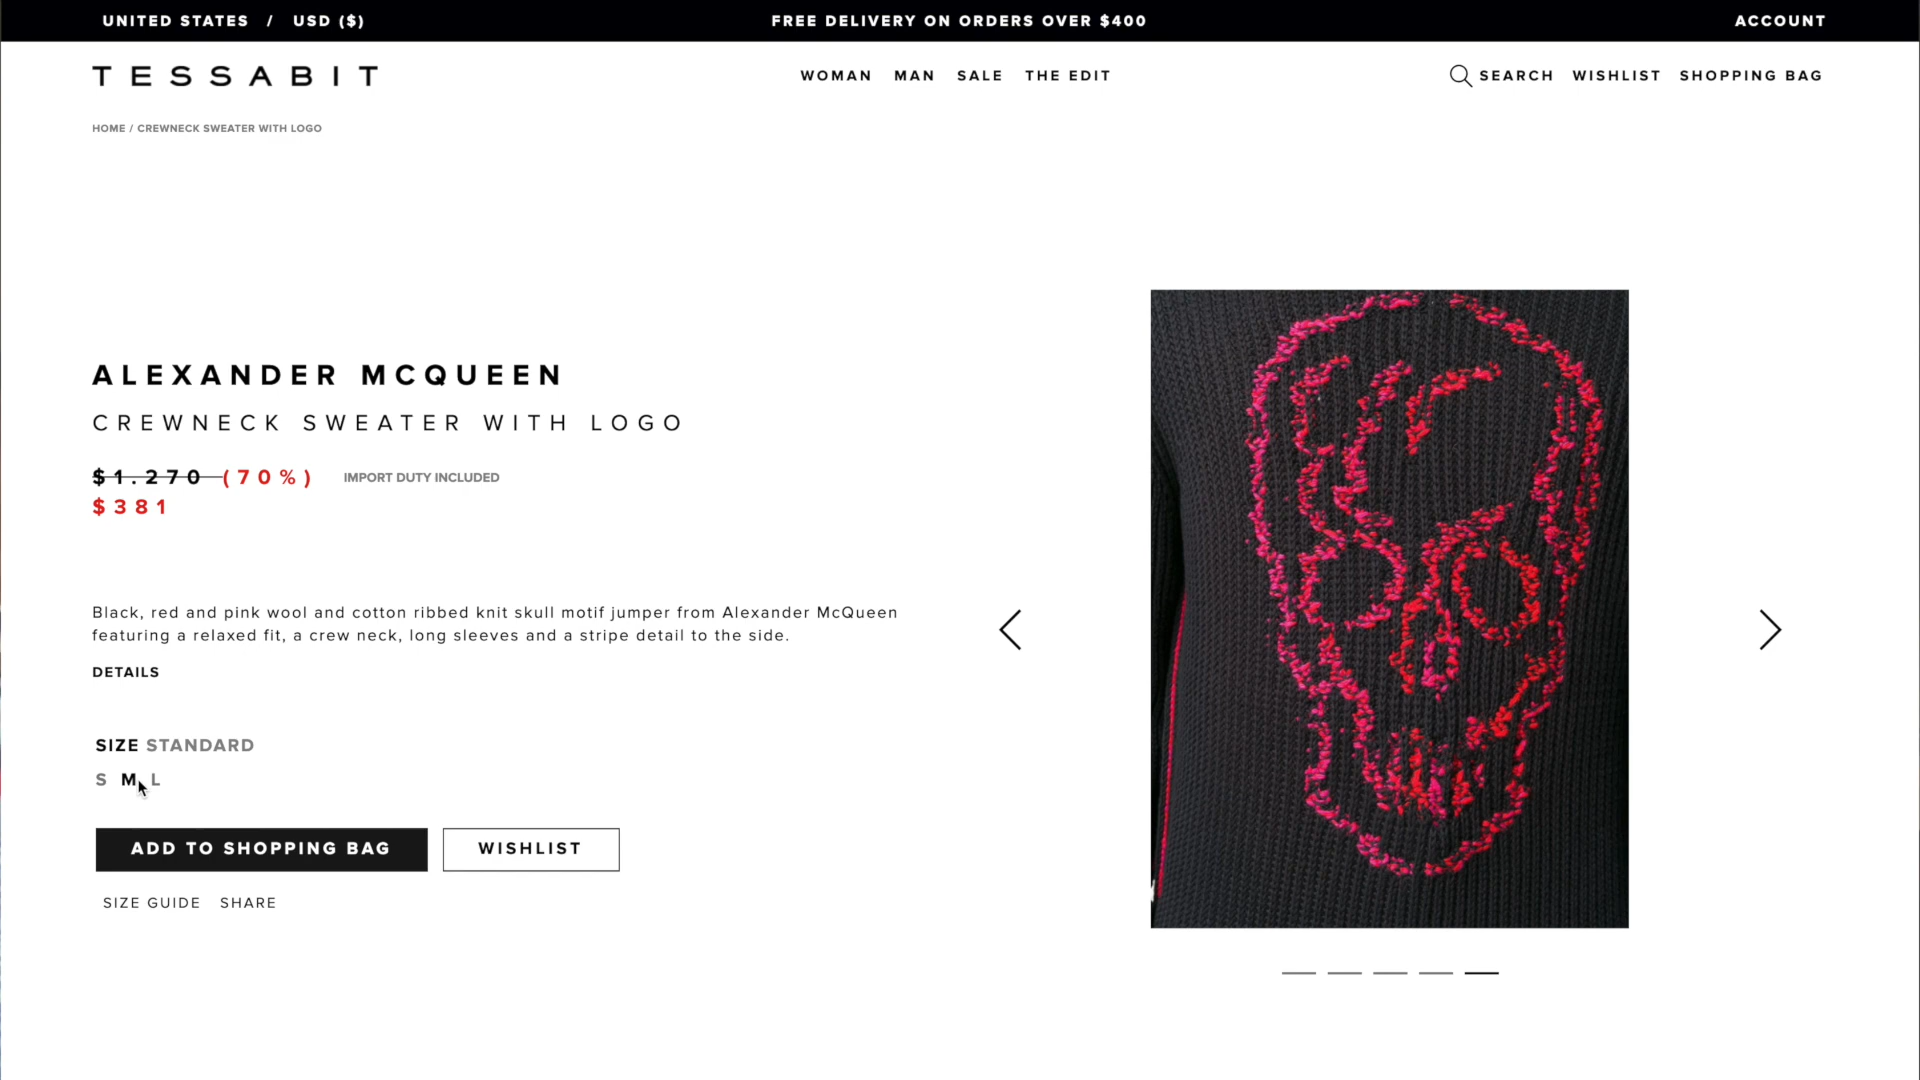 UNITED STATES / USD ($)
FREE DELIVERY ON ORDERS OVER $400
ACCOUNT
TESSABIT
WOMAN MAN SALE THE EDIT
SEARCH WISHLIST SHOPPING BAG
HOME / CREWNECK SWEATER WITH LOGO
ALEXANDER MCQUEEN
CREWNECK SWEATER WITH LOGO
$1.270 (70%) IMPORT DUTY INCLUDED
$381
Black, red and pink wool and cotton ribbed knit skull motif jumper from Alexander McQueen
featuring a relaxed fit, a crew neck, long sleeves and a stripe detail to the side.
DETAILS
SIZE STANDARD
S M L
ADD TO SHOPPING BAG
WISHLIST
SIZE GUIDE SHARE